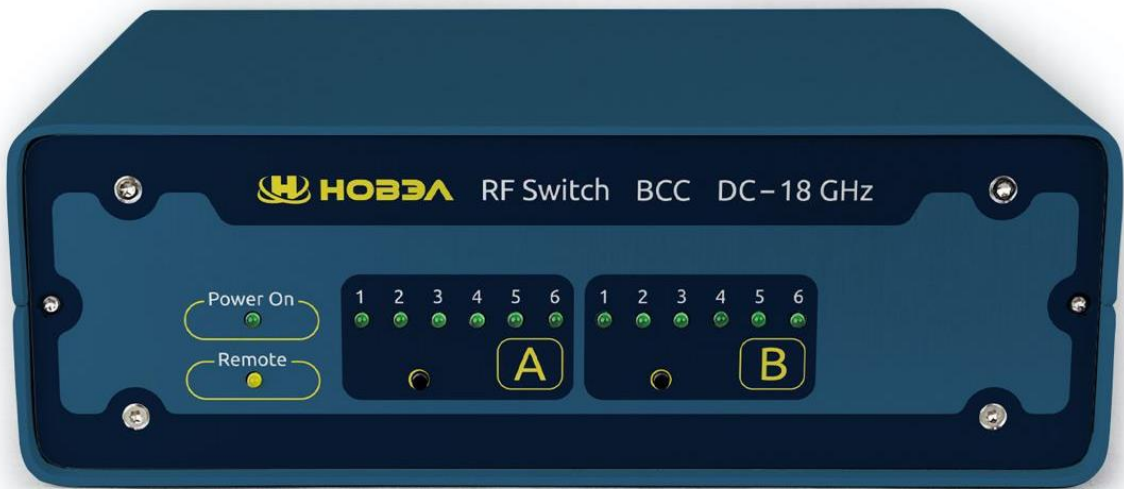 НОВЭЛ RF Switch BCC DC–18 GHz
Power On
Remote
1 2 3 4 5 6
A
1 2 3 4 5 6
B